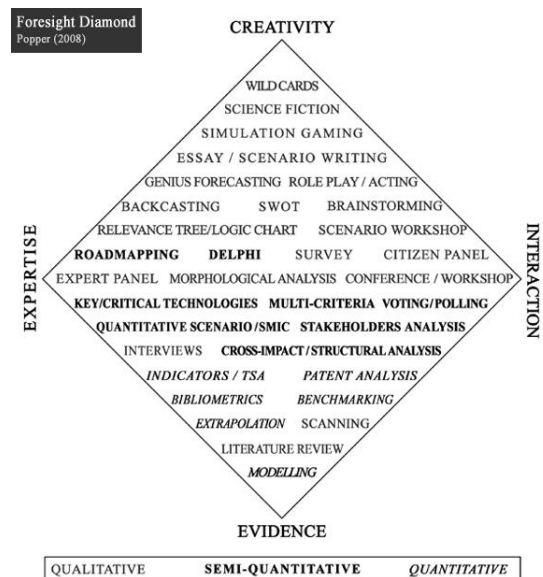 Foresight Diamond
Popper (2008)
CREATIVITY
WILD CARDS
SCIENCE FICTION
SIMULATION GAMING
ESSAY / SCENARIO WRITING
GENIUS FORECASTING ROLE PLAY / ACTING
BACKCASTING SWOT BRAINSTORMING
RELEVANCE TREE/LOGIC CHART SCENARIO WORKSHOP
ROADMAPPING DELPHI SURVEY CITIZEN PANEL
EXPERT PANEL MORPHOLOGICAL ANALYSIS CONFERENCE / WORKSHOP
KEY/CRITICAL TECHNOLOGIES MULTI-CRITERIA VOTING/POLLING
QUANTITATIVE SCENARIO/SMIC STAKEHOLDERS ANALYSIS
INTERVIEWS CROSS-IMPACT / STRUCTURAL ANALYSIS
INDICATORS / TSA PATENT ANALYSIS
BIBLIOMETRICS BENCHMARKING
EXTRAPOLATION SCANNING
LITERATURE REVIEW
MODELLING
EXPERTISE
INTERACTION
EVIDENCE
QUALITATIVE SEMI-QUANTITATIVE QUANTITATIVE